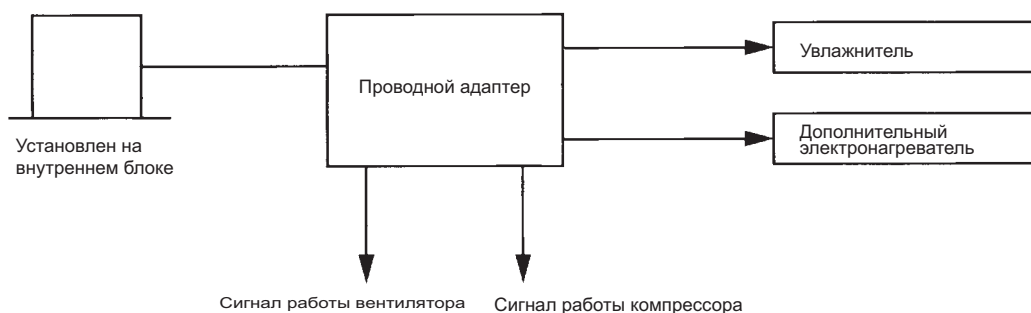 Увлажнитель
Проводной адаптер
Дополнительный
электронагреватель
Установлен на
внутреннем блоке
Сигнал работы вентилятора
Сигнал работы компрессора